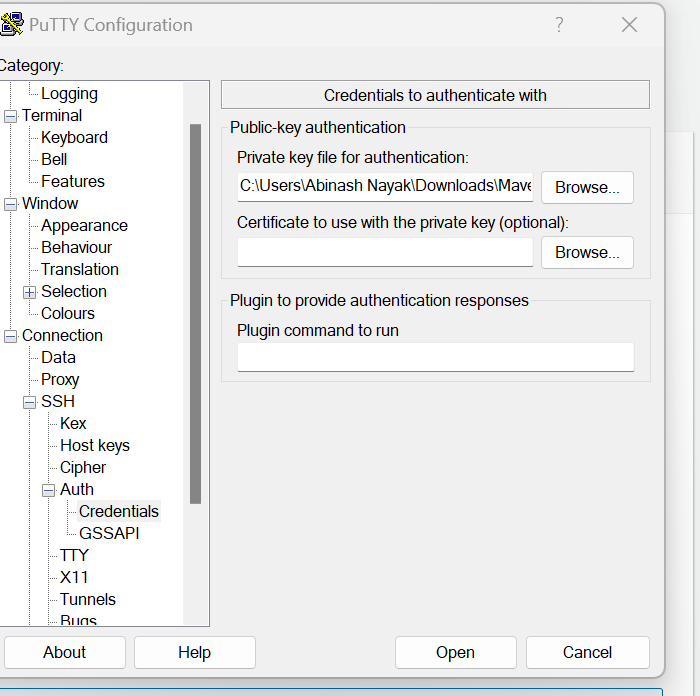 PuTTY Configuration
?
Category:
Logging
Terminal
Keyboard
Bell
Features
Window
Appearance
Behaviour
Translation
Selection
Colours
Connection
Data
Proxy
SSH
Kex
Host keys
Cipher
Auth
Credentials
GSSAPI
TTY
X11
Tunnels
Bugs
Credentials to authenticate with
Public-key authentication
Private key file for authentication:
C:\Users\Abinash Nayak\Downloads\Mave
Browse...
Certificate to use with the private key (optional):
Browse...
Plugin to provide authentication responses
Plugin command to run
About
Help
Open
Cancel